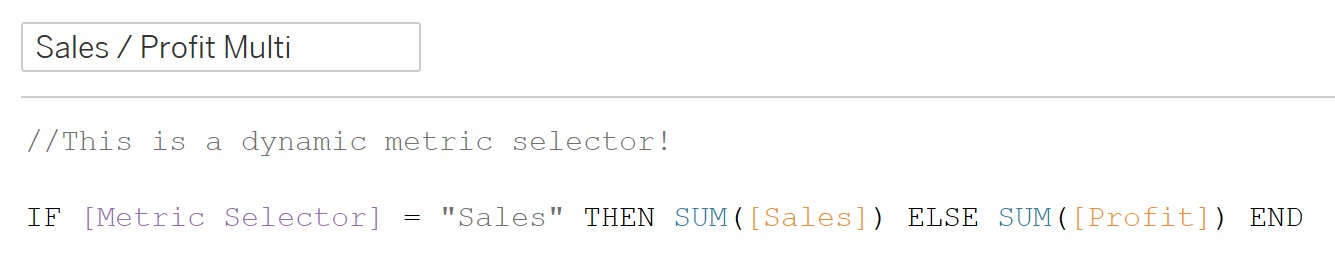 Sales / Profit Multi
//This is a dynamic metric selector!
IF [Metric Selector] = "Sales" THEN SUM([Sales]) ELSE SUM([Profit]) END